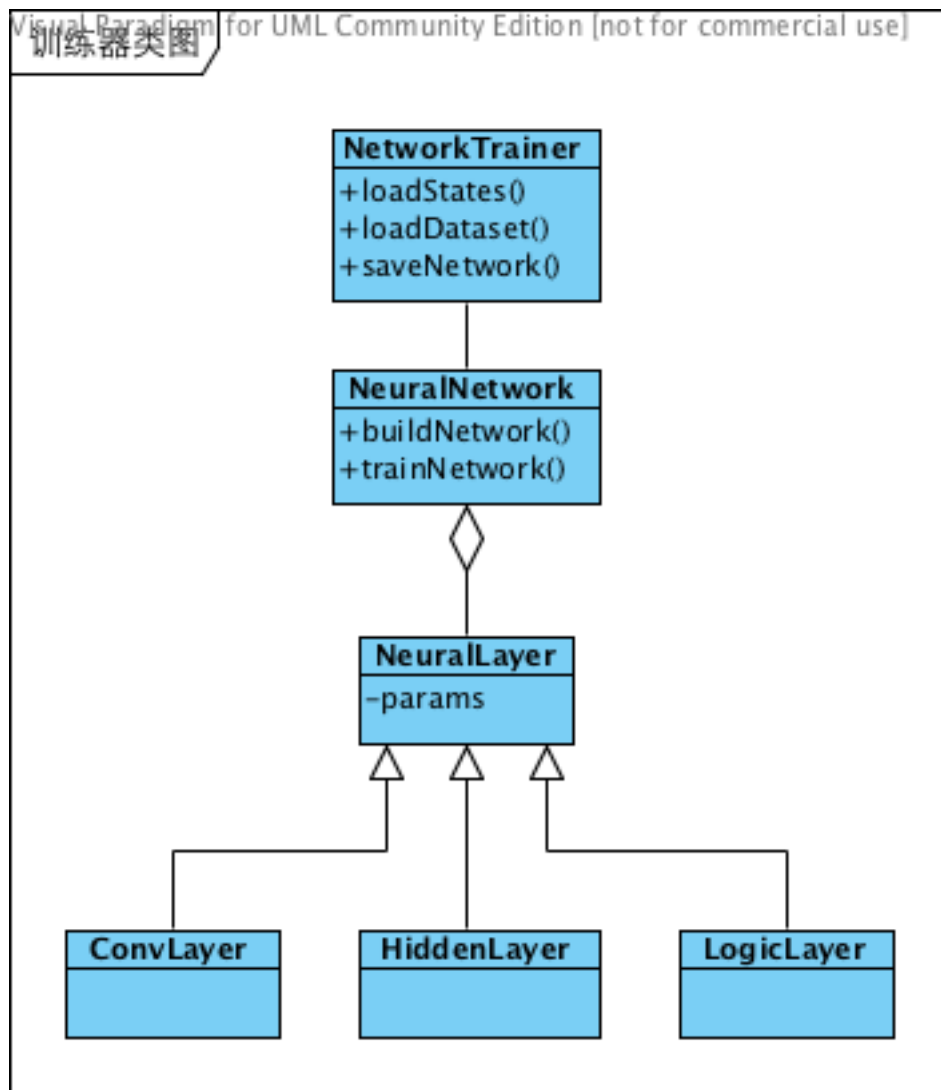 Visual Paradigm for UML Community Edition [not for commercial use]
训练器类图
NetworkTrainer
+loadStates()
+loadDataset()
+saveNetwork()
NeuralNetwork
+buildNetwork()
+trainNetwork()
NeuralLayer
-params
ConvLayer
HiddenLayer
LogicLayer